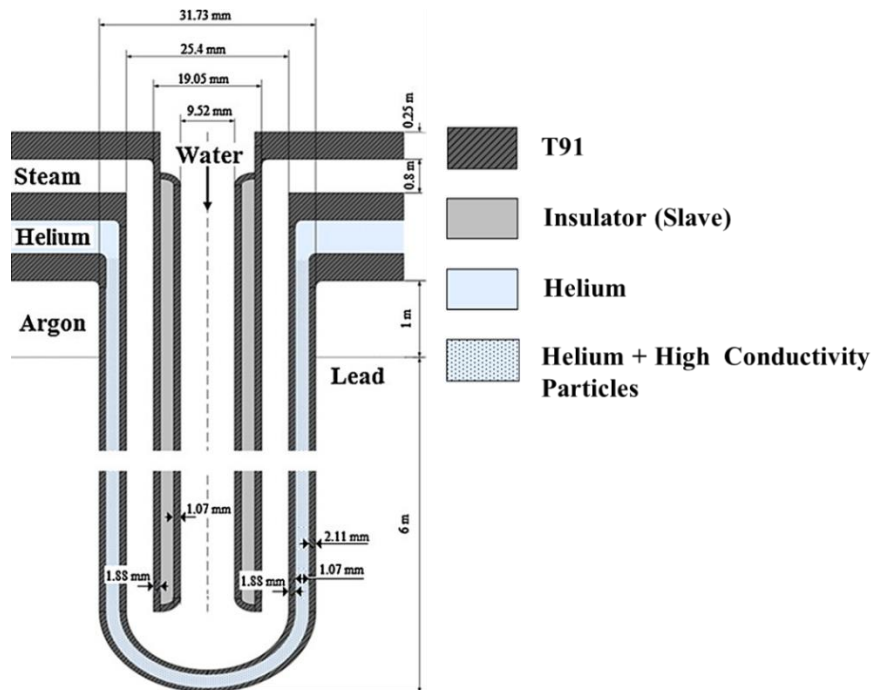 31.73 mm
25.4 mm
19.05 mm
9.52 mm
0.25 m
Water
T91
Steam
0.8 m
Insulator (Slave)
Helium
Helium
Argon
1 m
Helium + High Conductivity
Particles
Lead
1.07 mm
6 m
2.11 mm
1.88 mm
1.88 mm
1.07 mm